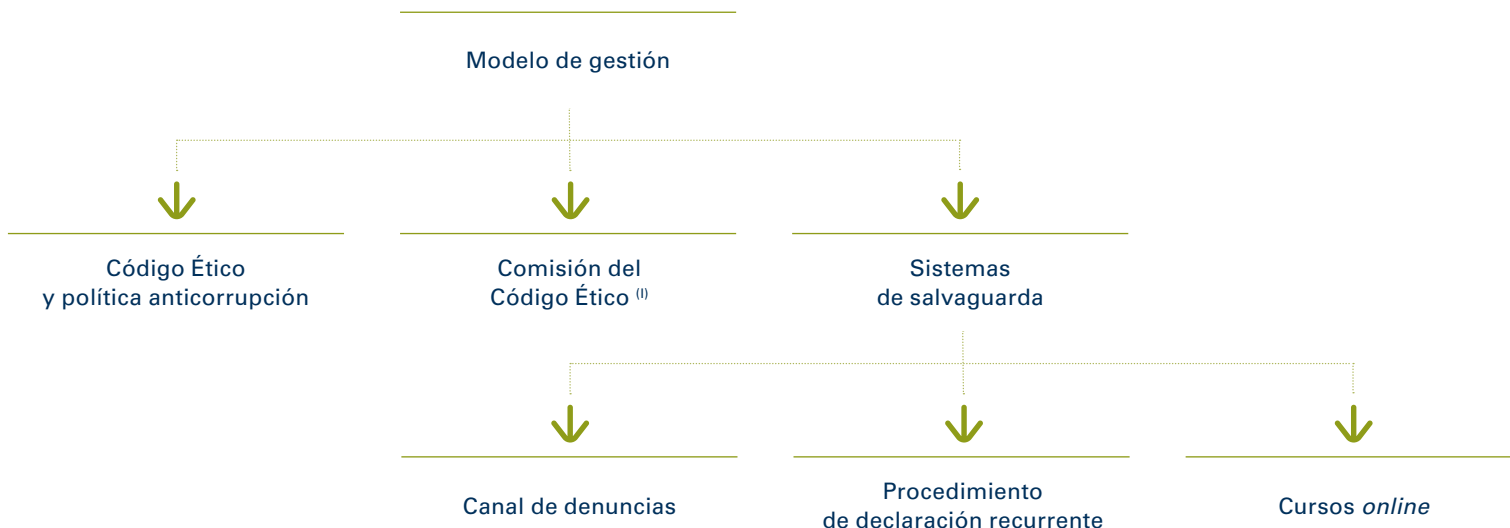 Modelo de gestión
Código Ético
y política anticorrupción
Comisión del
Código Ético (I)
Sistemas
de salvaguarda
Canal de denuncias
Procedimiento
de declaración recurrente
Cursos online